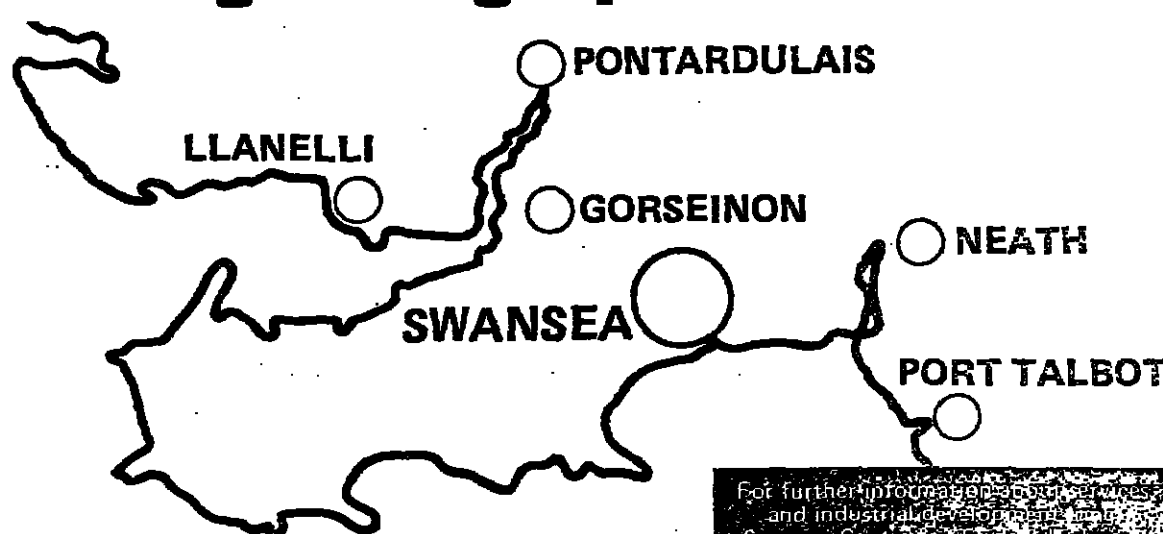 PONTARDULAIS
LLANELLI
GORSEINON
NEATH
SWANSEA
PORT TALBOT
For further information about services
and industrial development